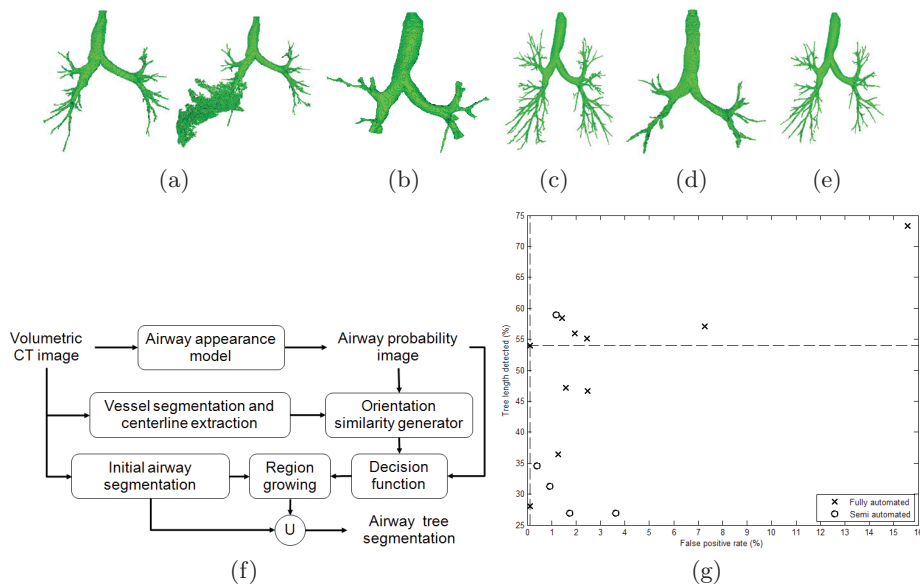 (a)
(b)
(c)
(d)
(e)
Volumetric
CT image
Airway appearance
model
Airway probability
image
Vessel segmentation and
centerline extraction
Orientation
similarity generator
Initial airway
segmentation
Region
growing
Decision
function
U
Airway tree
segmentation
(f)
Tree length detected (%)
75
70
65
60
55
50
45
40
35
30
25
0 1 2 3 4 5 6 7 8 9 10 11 12 13 14 15 16
False positive rate (%)
Fully automated
Semi automated
(g)